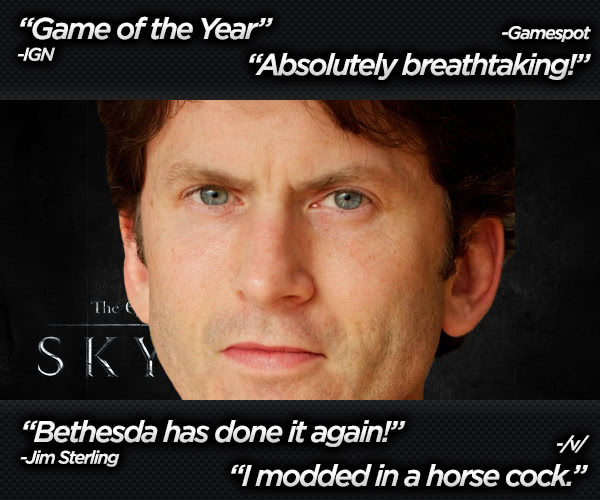 “Game of the Year”
-IGN
-Gamespot
“Absolutely breathtaking!”
The
SKY
“Bethesda has done it again!”
-Jim Sterling
-/v/
“I modded in a horse cock.”